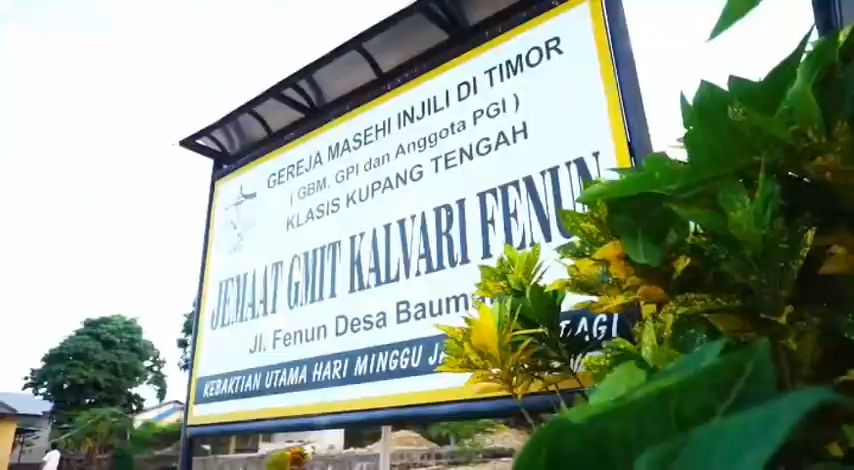 GEREJA MASEHI INJILI DI TIMOR
( GBM, GPI dan Anggota PGI )
KLASIS KUPANG TENGAH
JEMAAT GMIT KALVARI FENUN
Jl. Fenun Desa Baumata
KEBAKTIAN UTAMA HARI MINGGU